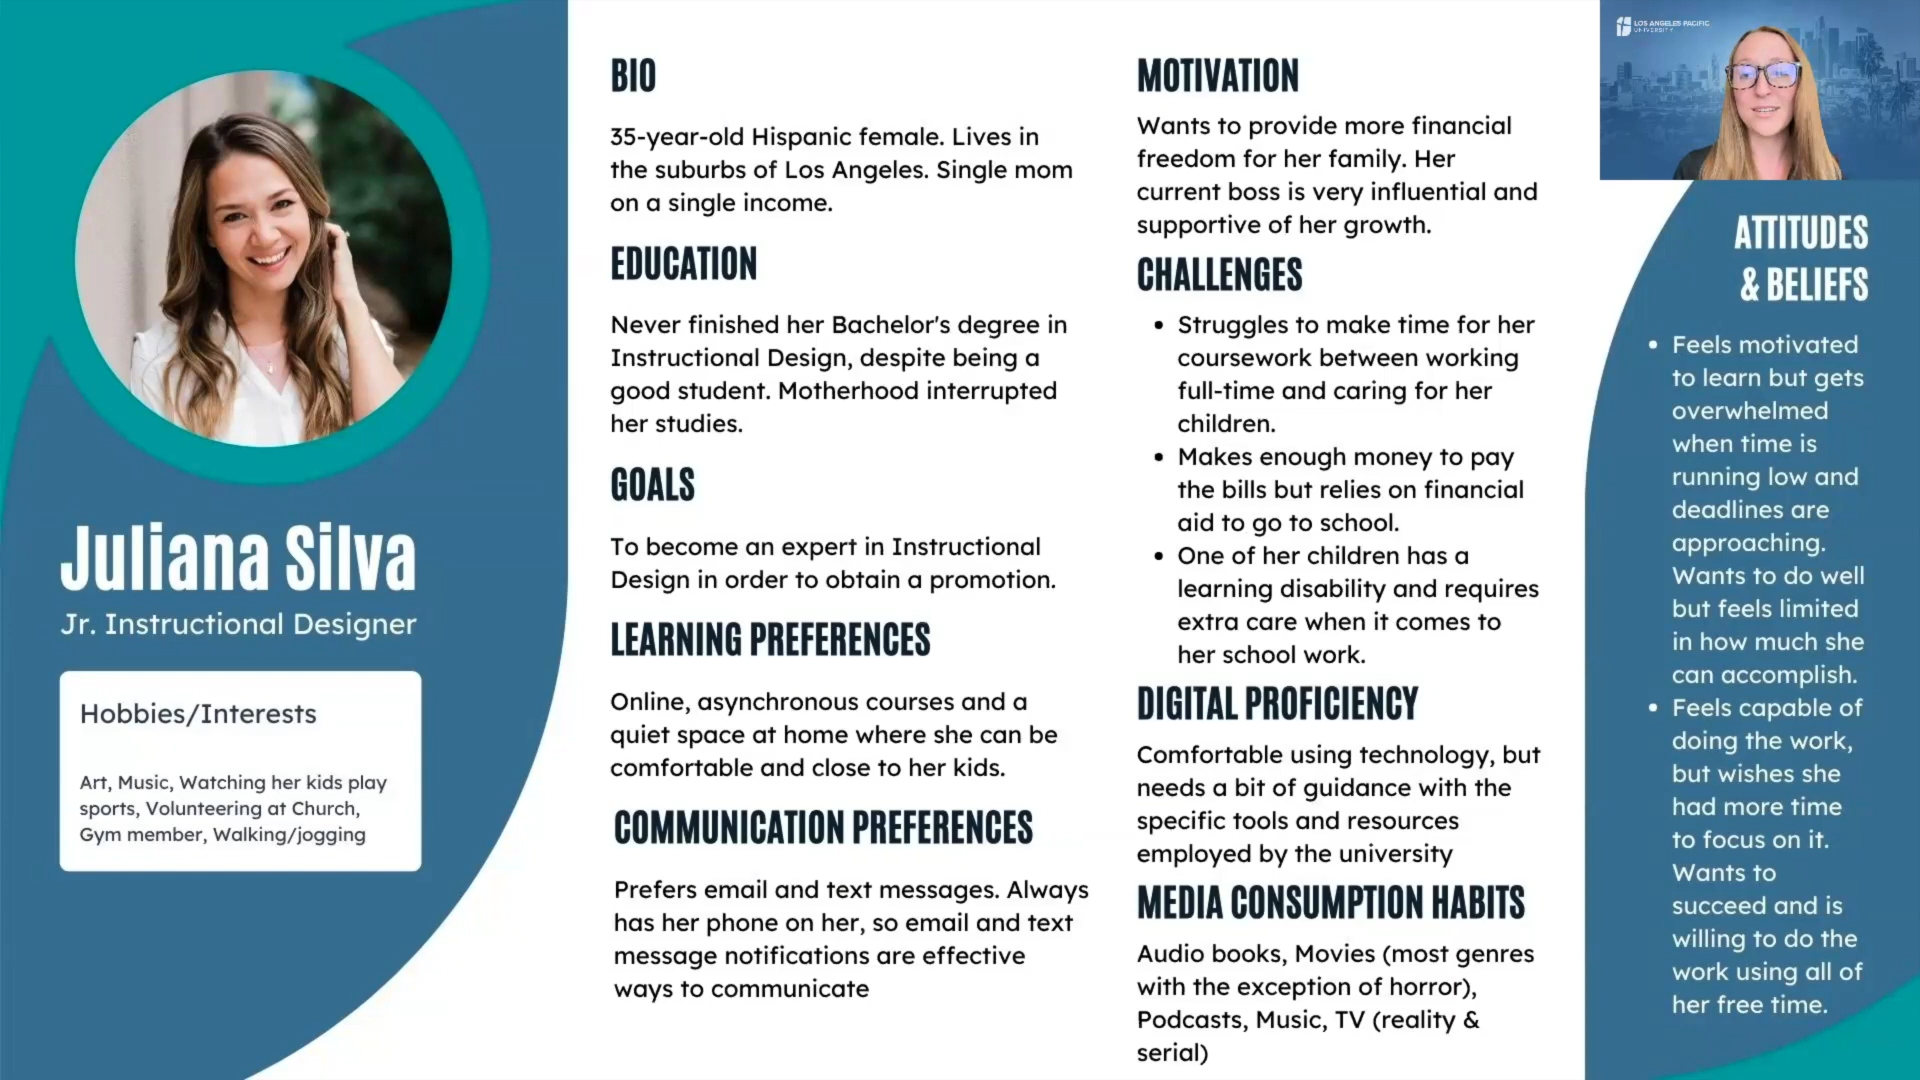 LOS ANGELES PACIFIC
UNIVERSITY
Juliana Silva
Jr. Instructional Designer
Hobbies/Interests
Art, Music, Watching her kids play
sports, Volunteering at Church,
Gym member, Walking/jogging
BIO
35-year-old Hispanic female. Lives in
the suburbs of Los Angeles. Single mom
on a single income.
EDUCATION
Never finished her Bachelor's degree in
Instructional Design, despite being a
good student. Motherhood interrupted
her studies.
GOALS
To become an expert in Instructional
Design in order to obtain a promotion.
LEARNING PREFERENCES
Online, asynchronous courses and a
quiet space at home where she can be
comfortable and close to her kids.
COMMUNICATION PREFERENCES
Prefers email and text messages. Always
has her phone on her, so email and text
message notifications are effective
ways to communicate
MOTIVATION
Wants to provide more financial
freedom for her family. Her
current boss is very influential and
supportive of her growth.
CHALLENGES
• Struggles to make time for her
coursework between working
full-time and caring for her
children.
• Makes enough money to pay
the bills but relies on financial
aid to go to school.
• One of her children has a
learning disability and requires
extra care when it comes to
her school work.
DIGITAL PROFICIENCY
Comfortable using technology, but
needs a bit of guidance with the
specific tools and resources
employed by the university
MEDIA CONSUMPTION HABITS
Audio books, Movies (most genres
with the exception of horror),
Podcasts, Music, TV (reality &
serial)
ATTITUDES
& BELIEFS
• Feels motivated
to learn but gets
overwhelmed
when time is
running low and
deadlines are
approaching.
Wants to do well
but feels limited
in how much she
can accomplish.
• Feels capable of
doing the work,
but wishes she
had more time
to focus on it.
Wants to
succeed and is
willing to do the
work using all of
her free time.